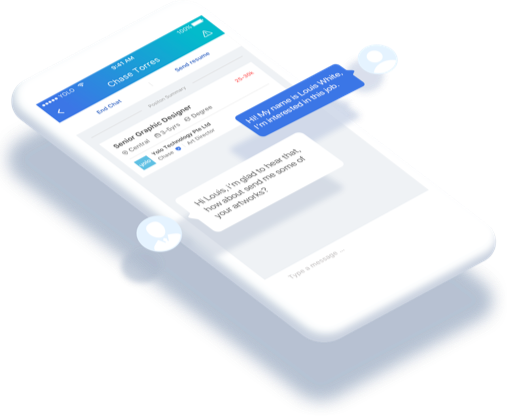 ●●●●● YOLO 9:41 AM 100%
Chase Torres
End Chat Send resume
Position Summary
Senior Graphic Designer 25-30k
Central 3-5yrs Degree
Yolo Technology Pte Ltd
Chase Art Director
Hi! My name is Louis White,
I'm interested in this job.
Hi Louis, i'm glad to hear that,
how about send me some of
your artworks?
Type a message ...